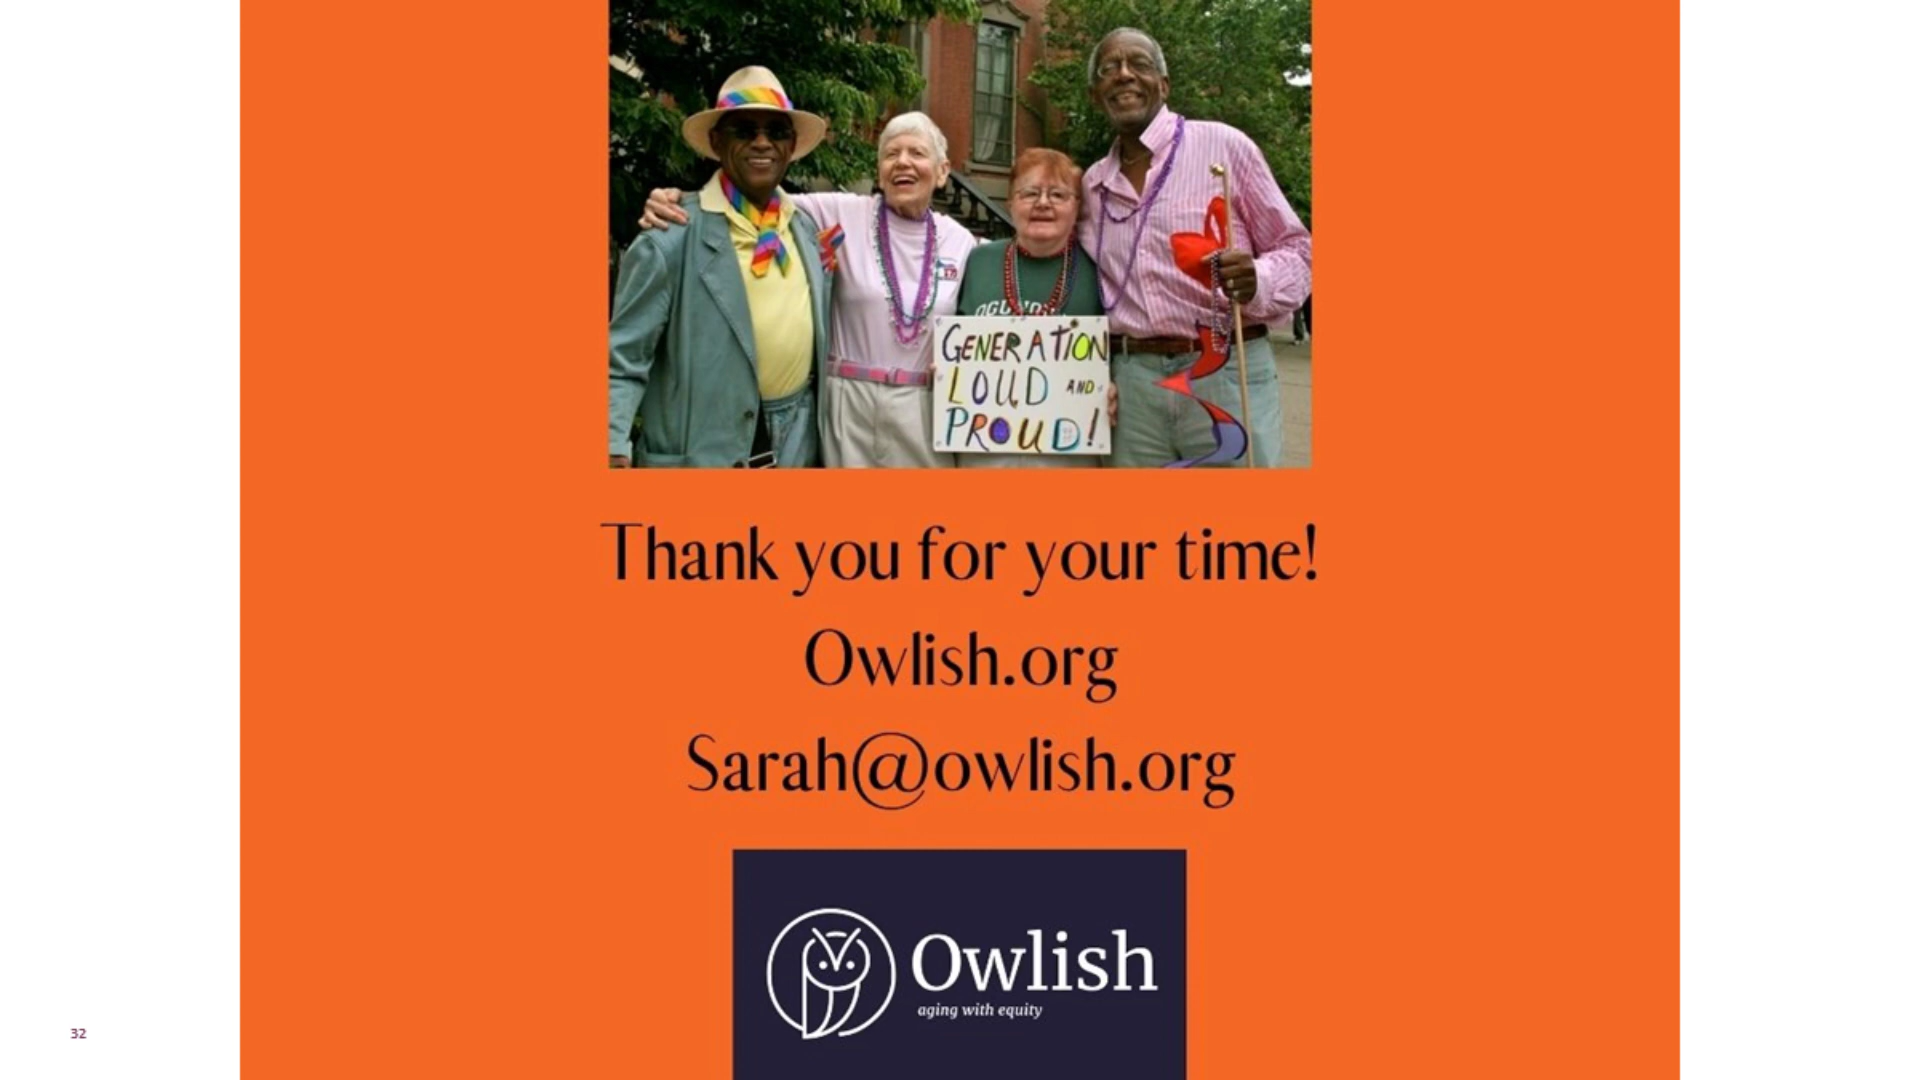 GENERATION
LOUD AND
PROUD!
Thank you for your time!
Owlish.org
Sarah@owlish.org
Owlish
aging with equity
32